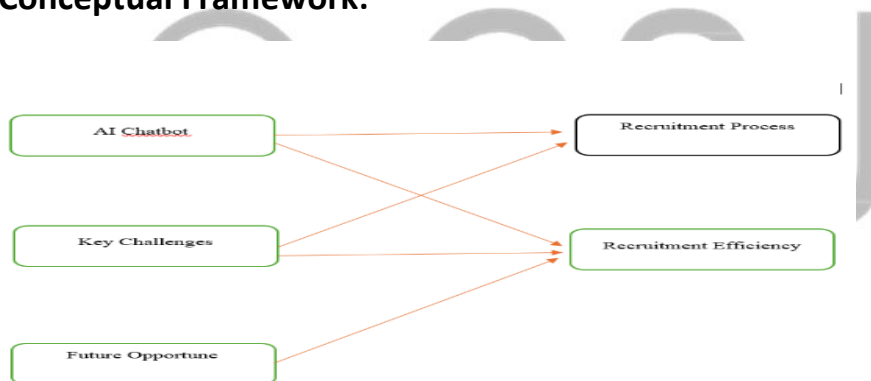 Conceptual Framework:
AI Chatbot
Recruitment Process
Key Challenges
Recruitment Efficiency
Future Opportune